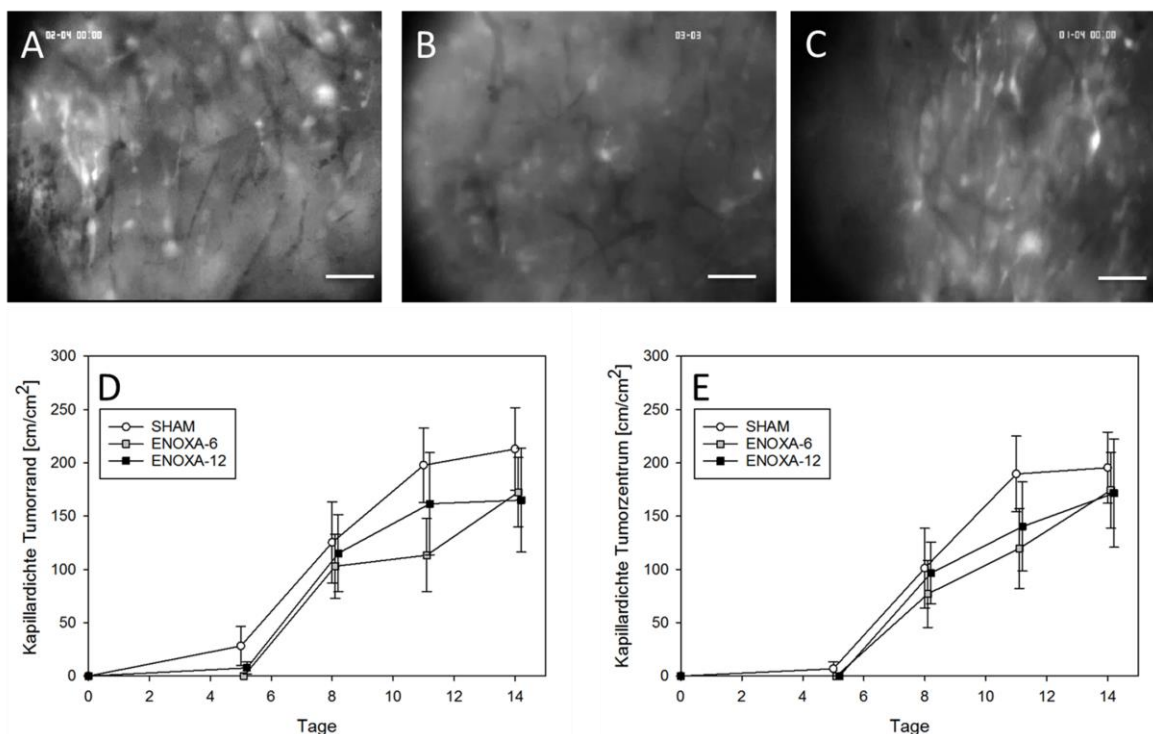 A
02-04 00:00
B
03-03
C
01-04 00:00
D
Kapillardichte Tumorrand [cm/cm²]
300
250
200
150
100
50
0
SHAM
ENOXA-6
ENOXA-12
0 2 4 6 8 10 12 14
Tage
E
Kapillardichte Tumorzentrum [cm/cm²]
300
250
200
150
100
50
0
SHAM
ENOXA-6
ENOXA-12
0 2 4 6 8 10 12 14
Tage